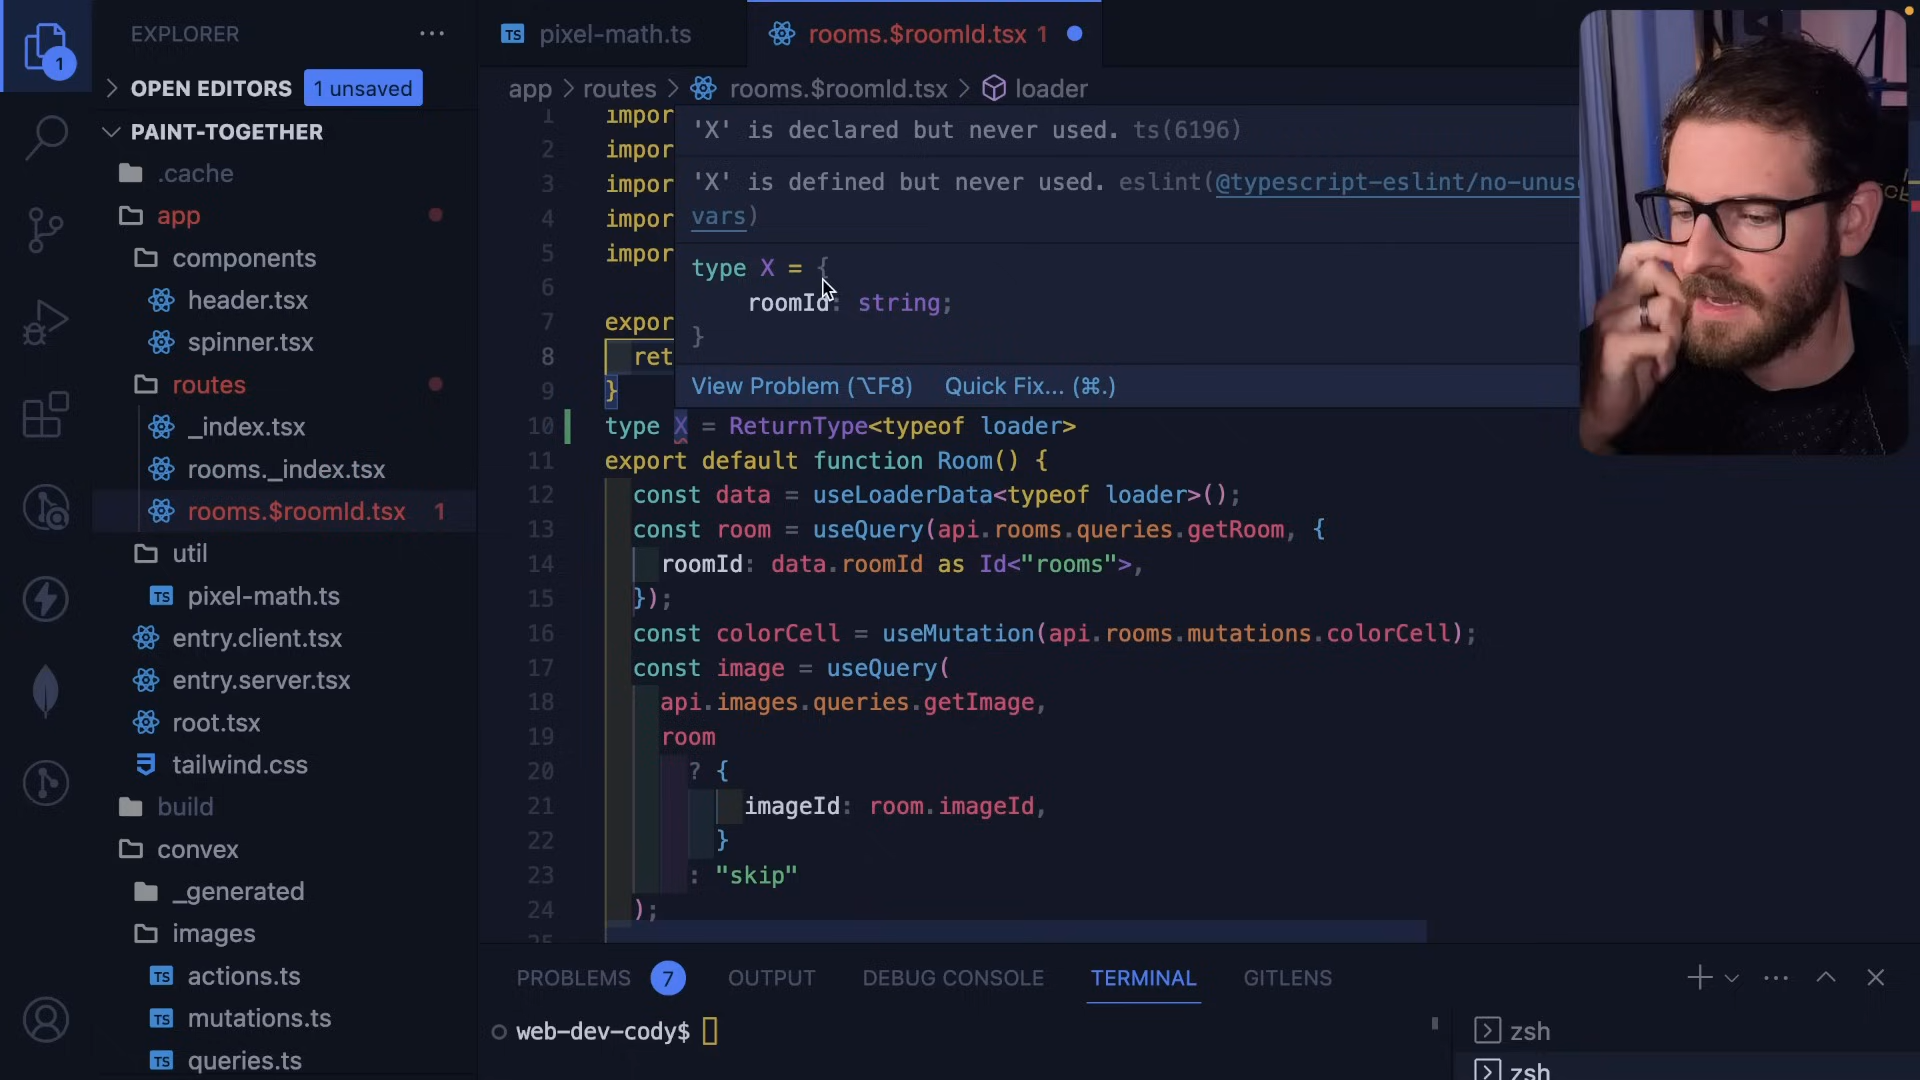 EXPLORER
OPEN EDITORS 1 unsaved
PAINT-TOGETHER
.cache
app
components
header.tsx
spinner.tsx
routes
_index.tsx
rooms._index.tsx
rooms.$roomId.tsx 1
util
pixel-math.ts
entry.client.tsx
entry.server.tsx
root.tsx
tailwind.css
build
convex
_generated
images
actions.ts
mutations.ts
queries.ts
1
TS pixel-math.ts
rooms.$roomId.tsx 1
app > routes > rooms.$roomId.tsx > loader
1 impor
2 impor
3 impor
4 impor
5 impor
6
7 expor
8 ret
9 }
'X' is declared but never used. ts(6196)
'X' is defined but never used. eslint(@typescript-eslint/no-unus
vars)
type X = {
roomId: string;
}
View Problem (⌥F8) Quick Fix... (⌘.)
10 type X = ReturnType<typeof loader>
11 export default function Room() {
12 const data = useLoaderData<typeof loader>();
13 const room = useQuery(api.rooms.queries.getRoom, {
14 roomId: data.roomId as Id<"rooms">,
15 });
16 const colorCell = useMutation(api.rooms.mutations.colorCell);
17 const image = useQuery(
18 api.images.queries.getImage,
19 room
20 ? {
21 imageId: room.imageId,
22 }
23 : "skip"
24 );
PROBLEMS 7 OUTPUT DEBUG CONSOLE TERMINAL GITLENS
web-dev-cody$
zsh
zsh